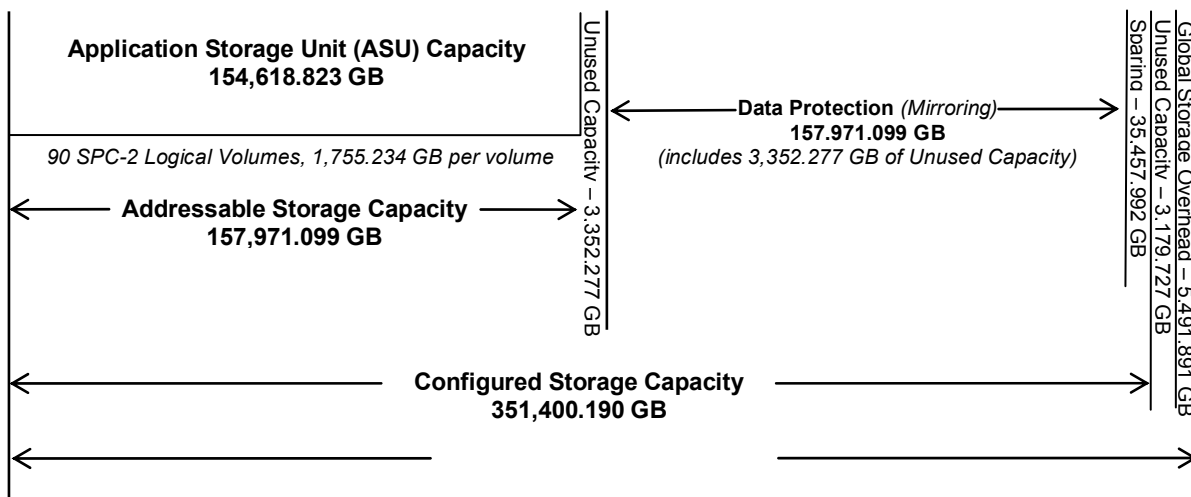 Application Storage Unit (ASU) Capacity
154,618.823 GB
90 SPC-2 Logical Volumes, 1,755.234 GB per volume
Addressable Storage Capacity
157,971.099 GB
Unused Capacity – 3,352.277 GB
Data Protection (Mirroring)
157.971.099 GB
(includes 3,352.277 GB of Unused Capacity)
Sparing – 35,457.992 GB
Unused Capacity – 3,179.727 GB
Global Storage Overhead – 5,491.891 GB
Configured Storage Capacity
351,400.190 GB